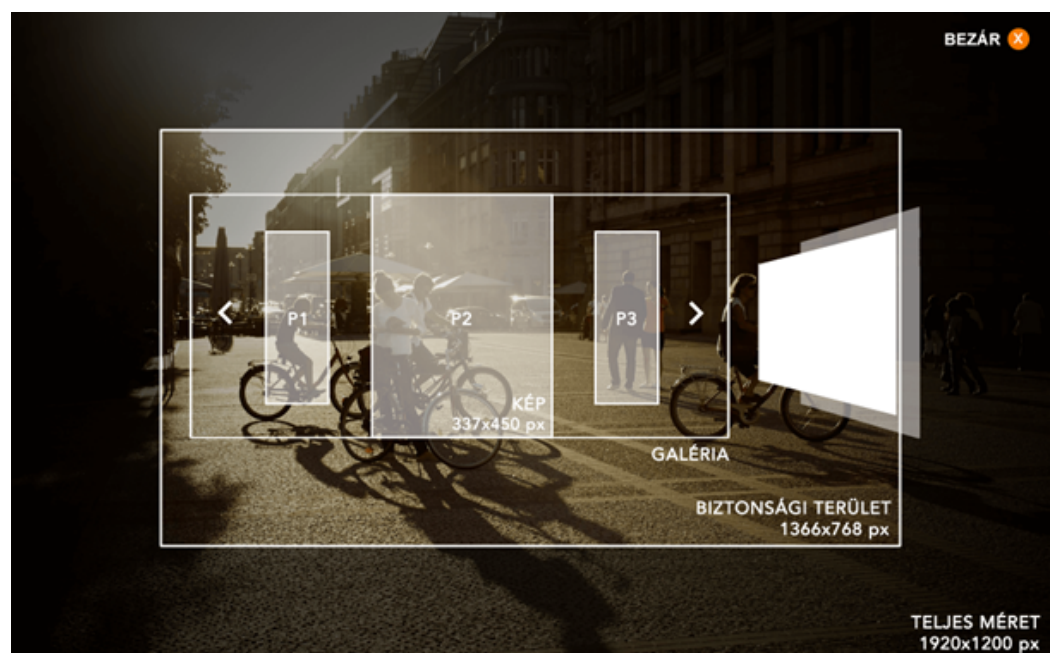 BEZÁR X
P1
P2
P3
KÉP
337x450 px
GALÉRIA
BIZTONSÁGI TERÜLET
1366x768 px
TELJES MÉRET
1920x1200 px